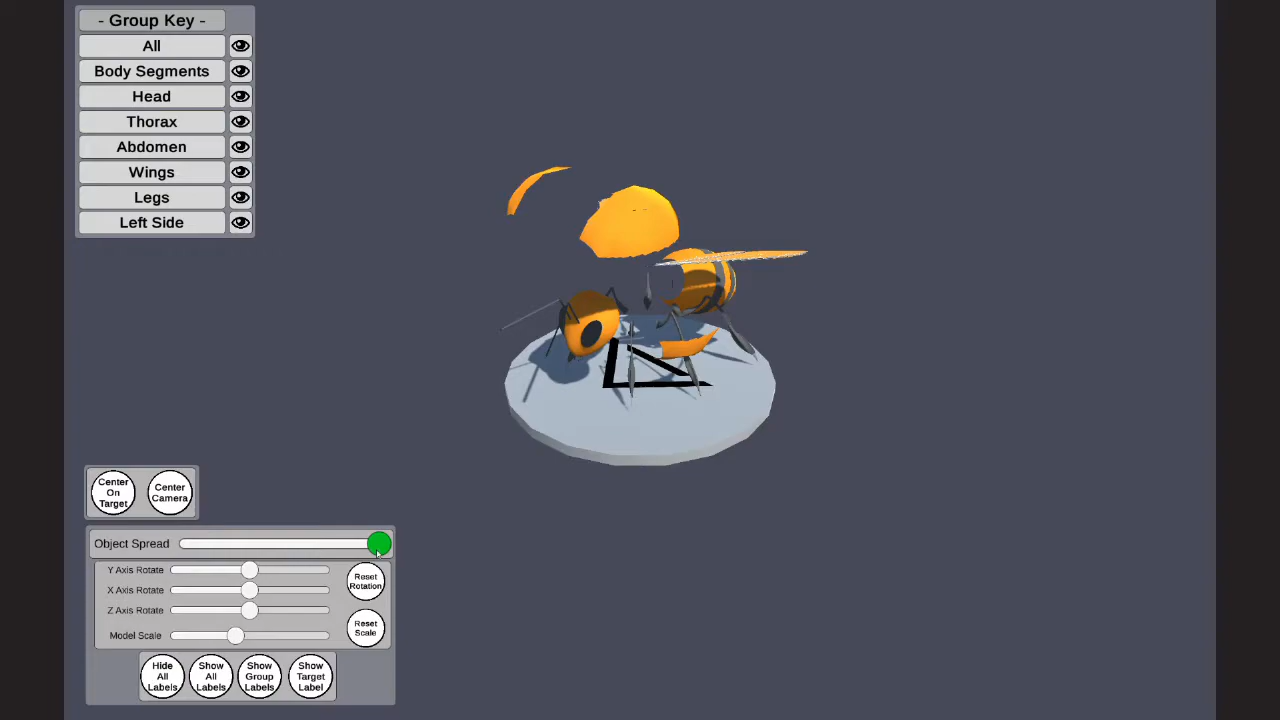 - Group Key -
All
Body Segments
Head
Thorax
Abdomen
Wings
Legs
Left Side
Center
On
Target
Center
Camera
Object Spread
Y Axis Rotate
X Axis Rotate
Z Axis Rotate
Reset
Rotation
Model Scale
Reset
Scale
Hide
All
Labels
Show
All
Labels
Show
Group
Labels
Show
Target
Label